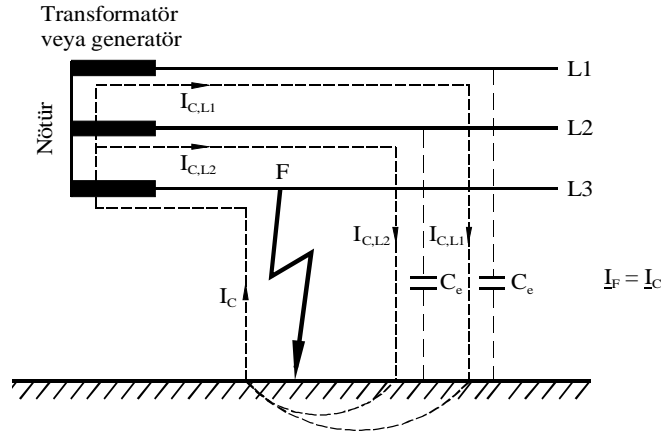 Transformatör
veya generatör
Nötür
L1
I_C,L1
L2
I_C,L2
F
L3
I_C,L2
I_C,L1
I_C
C_e
C_e
I_F = I_C